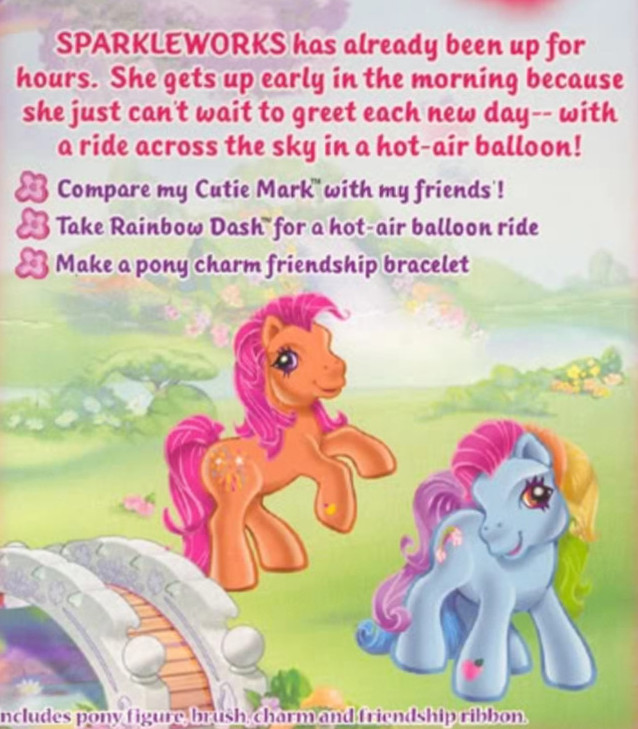 SPARKLEWORKS has already been up for
hours. She gets up early in the morning because
she just can't wait to greet each new day-- with
a ride across the sky in a hot-air balloon!
Compare my Cutie Mark™ with my friends'!
Take Rainbow Dash™ for a hot-air balloon ride
Make a pony charm friendship bracelet
ncludes pony figure, brush, charm and friendship ribbon.